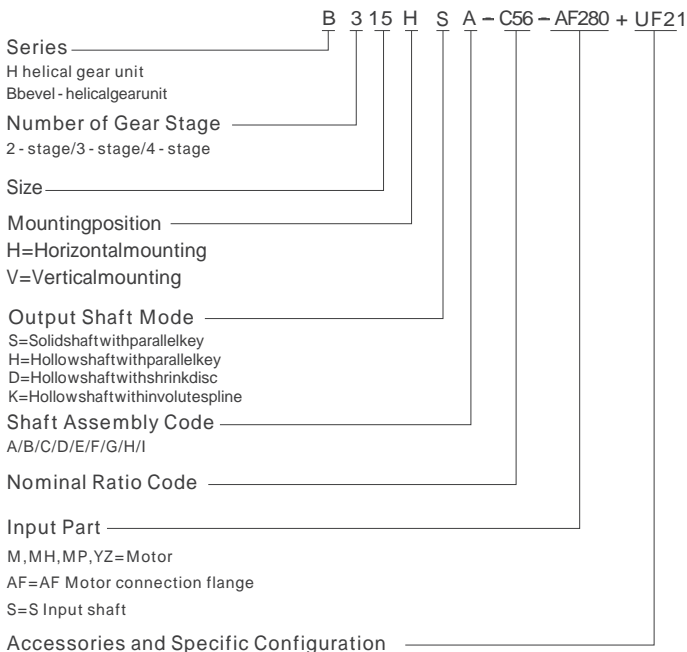 B 3 15 H S A - C56 - AF280 + UF21
Series
H helical gear unit
Bbevel-helicalgearunit
Number of Gear Stage
2-stage/3-stage/4-stage
Size
Mountingposition
H=Horizontalmounting
V=Verticalmounting
Output Shaft Mode
S=Solidshaftwithparallelkey
H=Hollowshaftwithparallelkey
D=Hollowshaftwithshrinkdisc
K=Hollowshaftwithinvolutespline
Shaft Assembly Code
A/B/C/D/E/F/G/H/I
Nominal Ratio Code
Input Part
M,MH,MP,YZ=Motor
AF=AF Motor connection flange
S=S Input shaft
Accessories and Specific Configuration